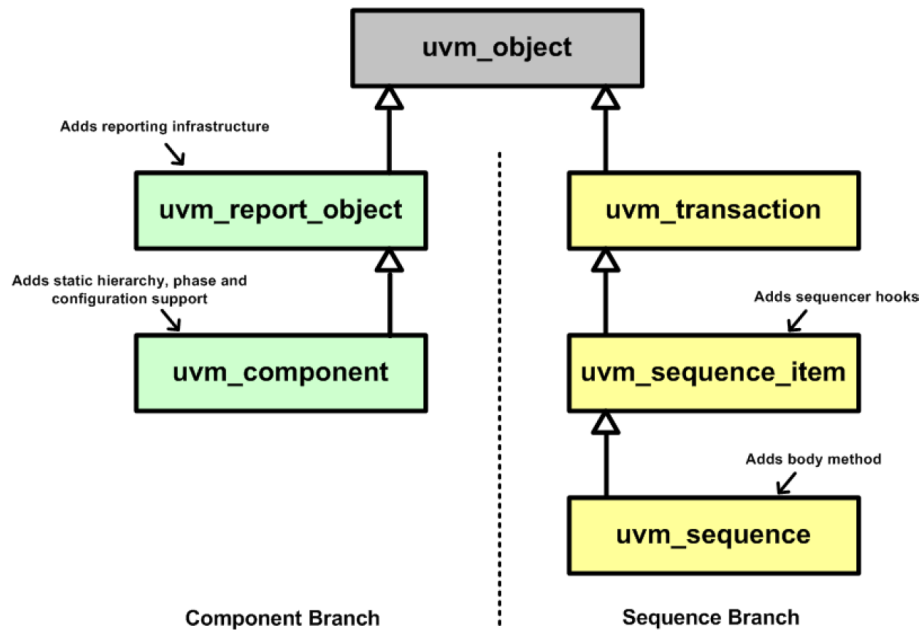 uvm_object
Adds reporting infrastructure
uvm_report_object
uvm_transaction
Adds static hierarchy, phase and
configuration support
Adds sequencer hooks
uvm_component
uvm_sequence_item
Adds body method
uvm_sequence
Component Branch
Sequence Branch